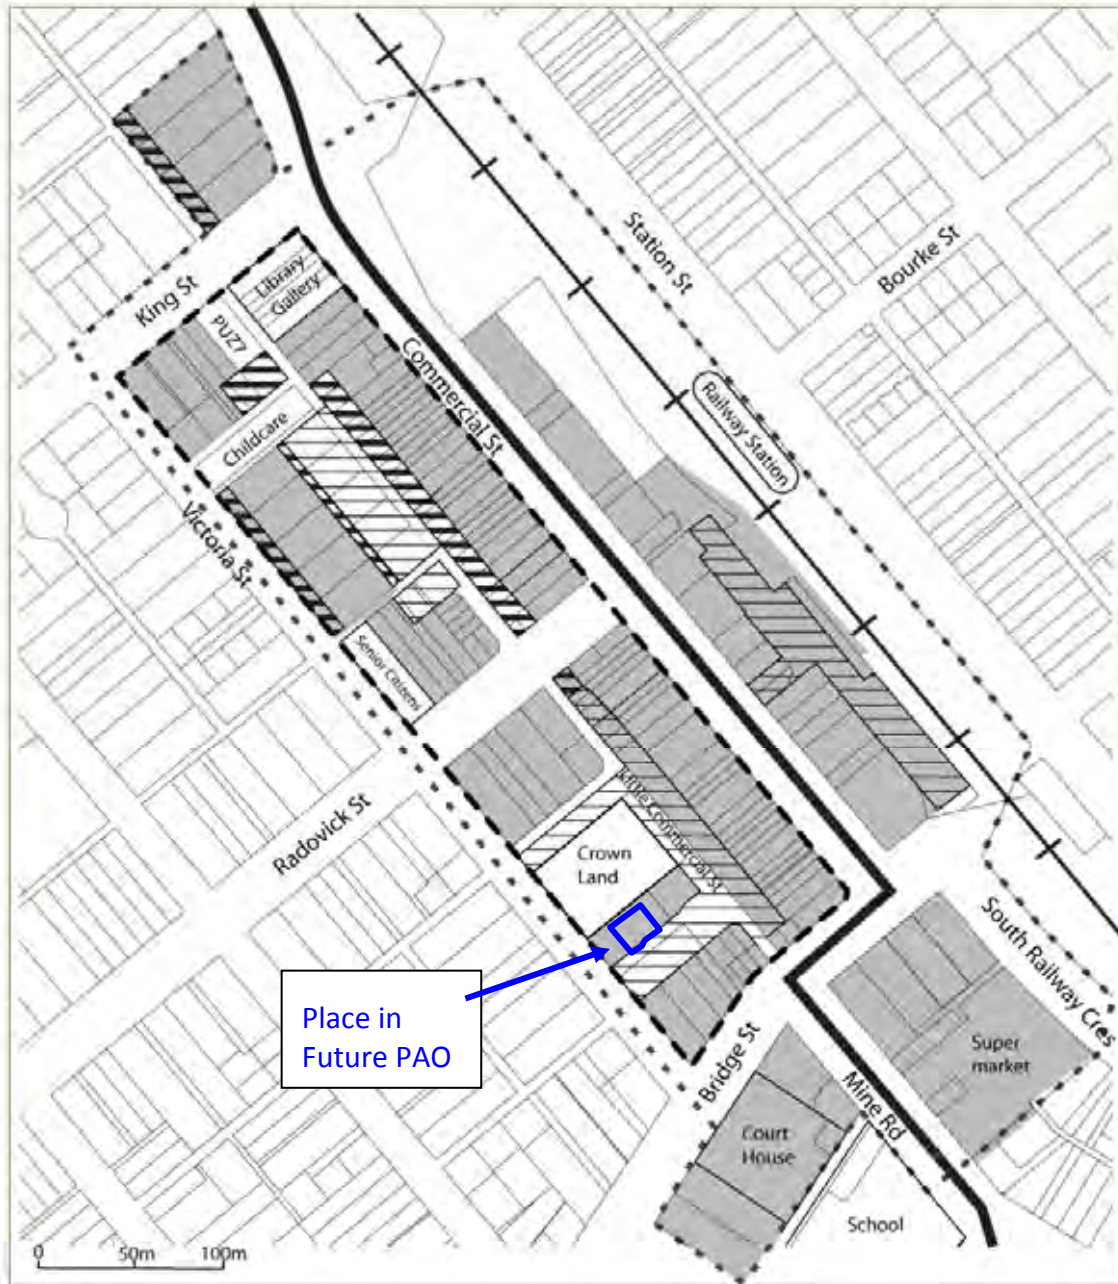 Station St
Bourke St
King St
Library
Gallery
PUZ7
Commercial St
Railway Station
Childcare
Victoria St
Senior Citizens
Radovick St
Commercial St
Crown
Land
South Railway Cres
Place in
Future PAO
Super
market
Bridge St
Mine Rd
Court
House
School
0 50m 100m